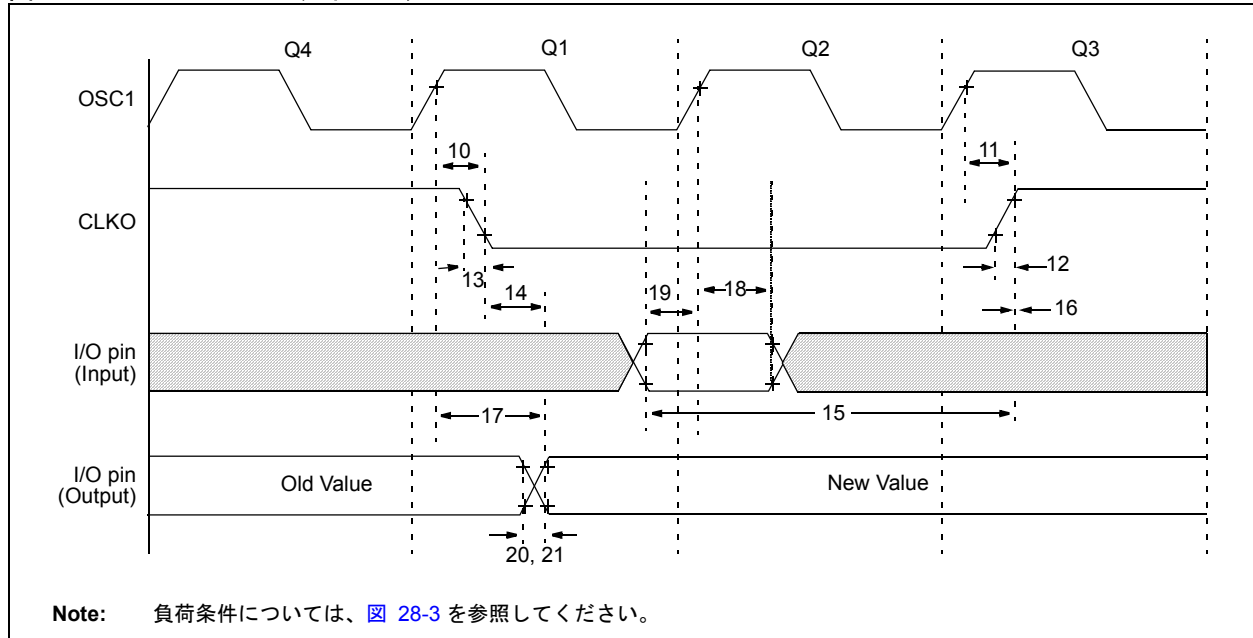 Q4 Q1 Q2 Q3
OSC1
10 11
CLKO
13 12
14 19 18 16
I/O pin
(Input)
17 15
I/O pin
(Output)
Old Value New Value
20, 21
Note: 負荷条件については、図 28-3 を参照してください。